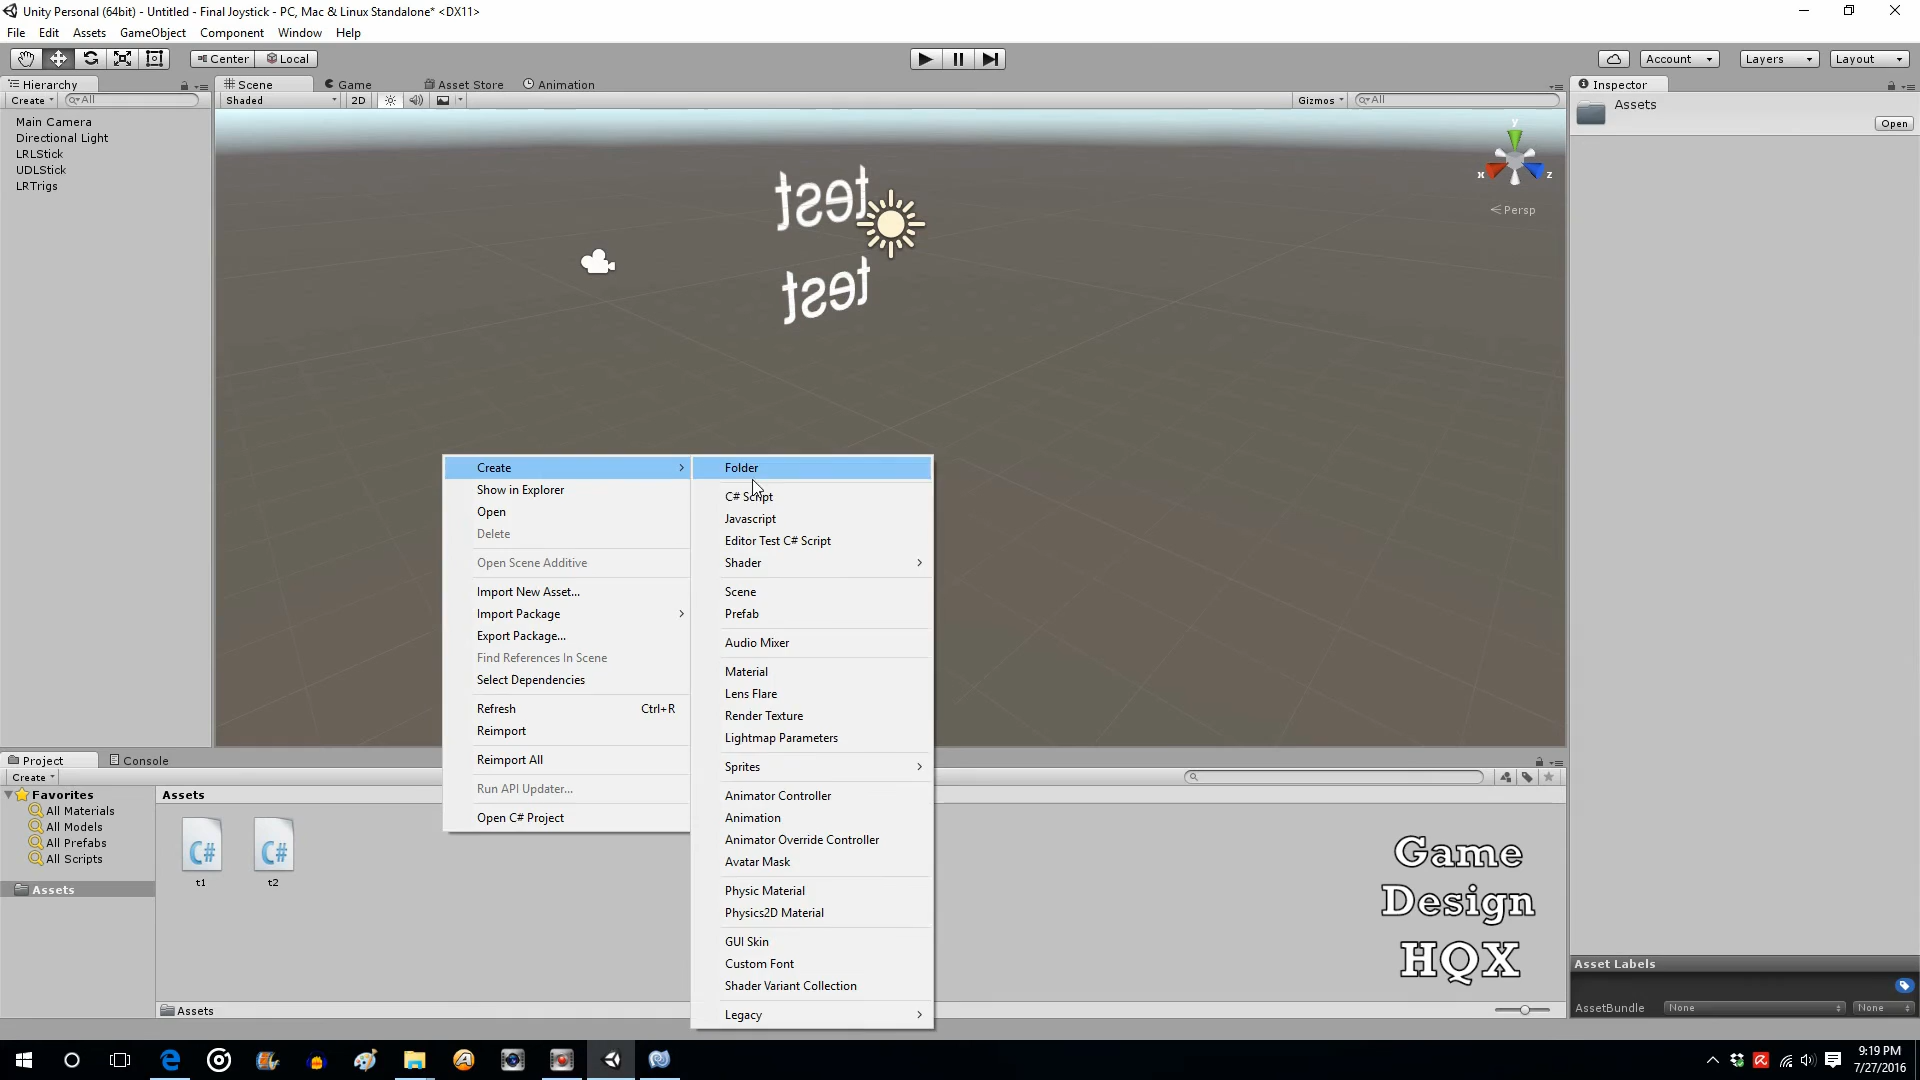 Unity Personal (64bit) - Untitled - Final Joystick - PC, Mac & Linux Standalone* <DX11>
File Edit Assets GameObject Component Window Help
Center Local Account Layers Layout
Hierarchy
Create All
Main Camera
Directional Light
LRLStick
UDLStick
LRTrigs
Scene Game Asset Store Animation
Shaded 2D Gizmos All
test
test
y
x z
Persp
Inspector
Assets
Open
Create
Show in Explorer
Open
Delete
Open Scene Additive
Import New Asset...
Import Package
Export Package...
Find References In Scene
Select Dependencies
Refresh Ctrl+R
Reimport
Reimport All
Run API Updater...
Open C# Project
Folder
C# Script
Javascript
Editor Test C# Script
Shader
Scene
Prefab
Audio Mixer
Material
Lens Flare
Render Texture
Lightmap Parameters
Sprites
Animator Controller
Animation
Animator Override Controller
Avatar Mask
Physic Material
Physics2D Material
GUI Skin
Custom Font
Shader Variant Collection
Legacy
Project Console
Create
Favorites
All Materials
All Models
All Prefabs
All Scripts
Assets
Assets
C# C#
t1 t2
Assets
Game
Design
HQX
Asset Labels
AssetBundle None None
9:19 PM
7/27/2016